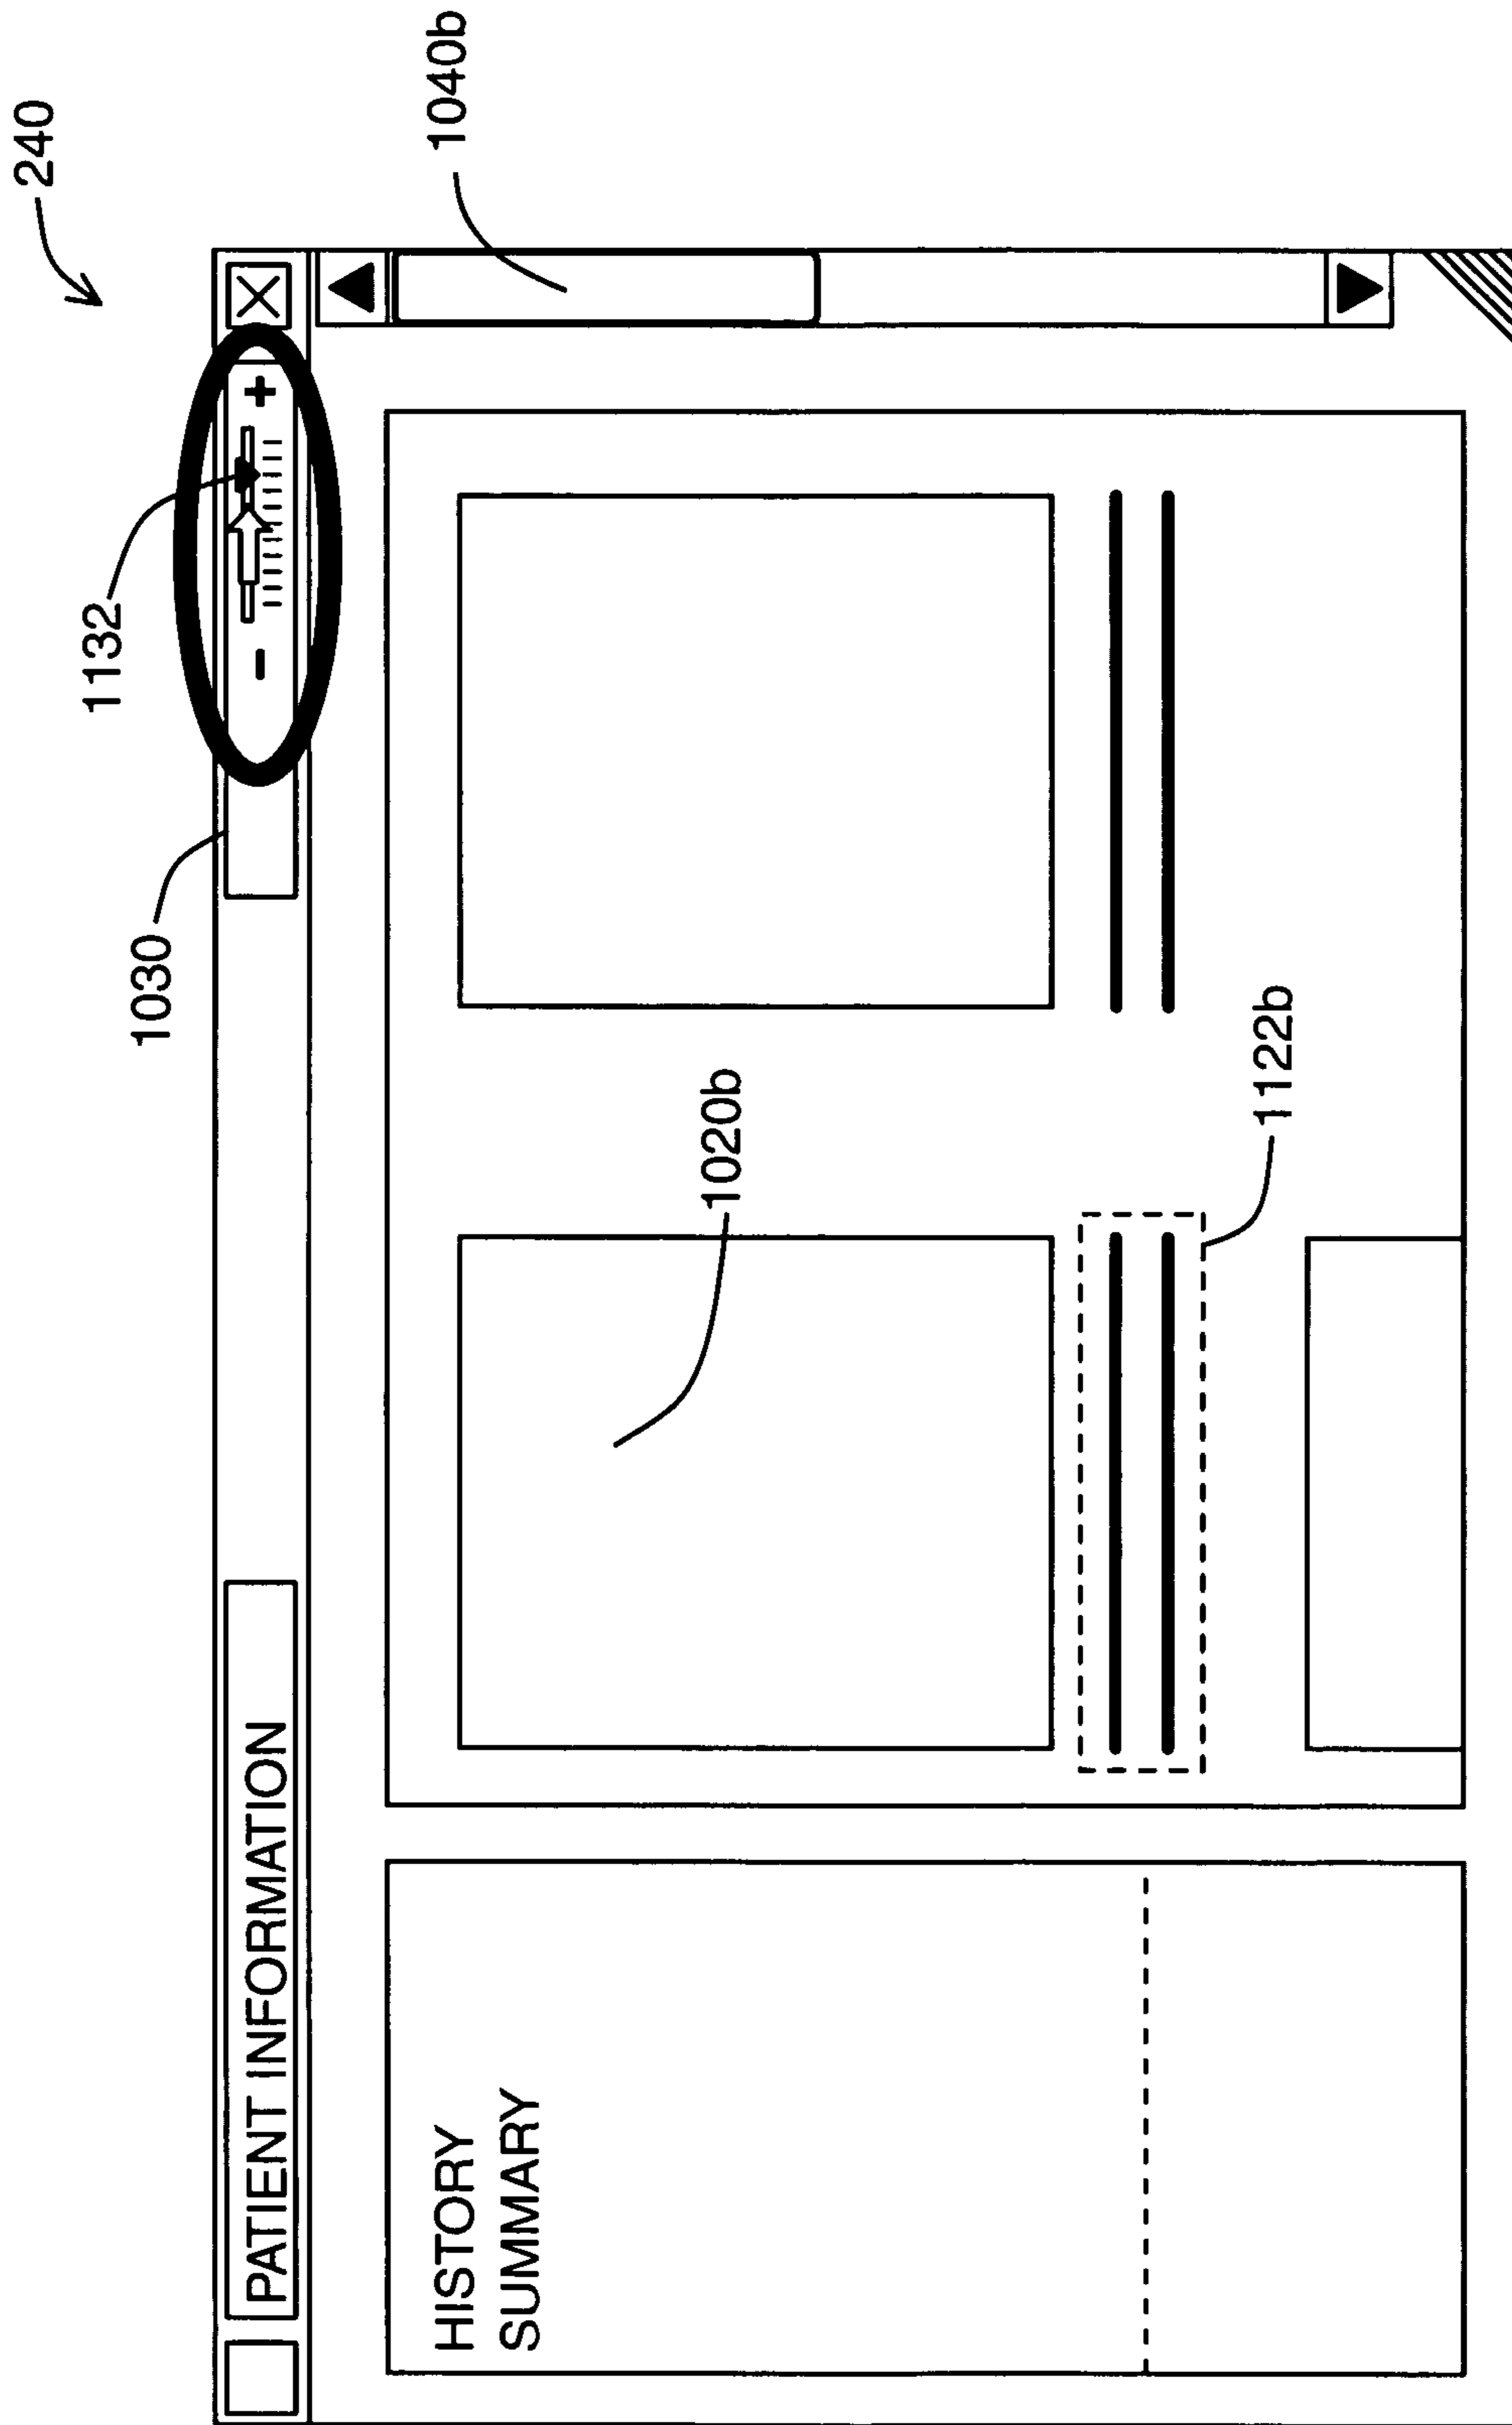 240
1132
1040b
1030
PATIENT INFORMATION
- +
HISTORY
SUMMARY
1020b
1122b